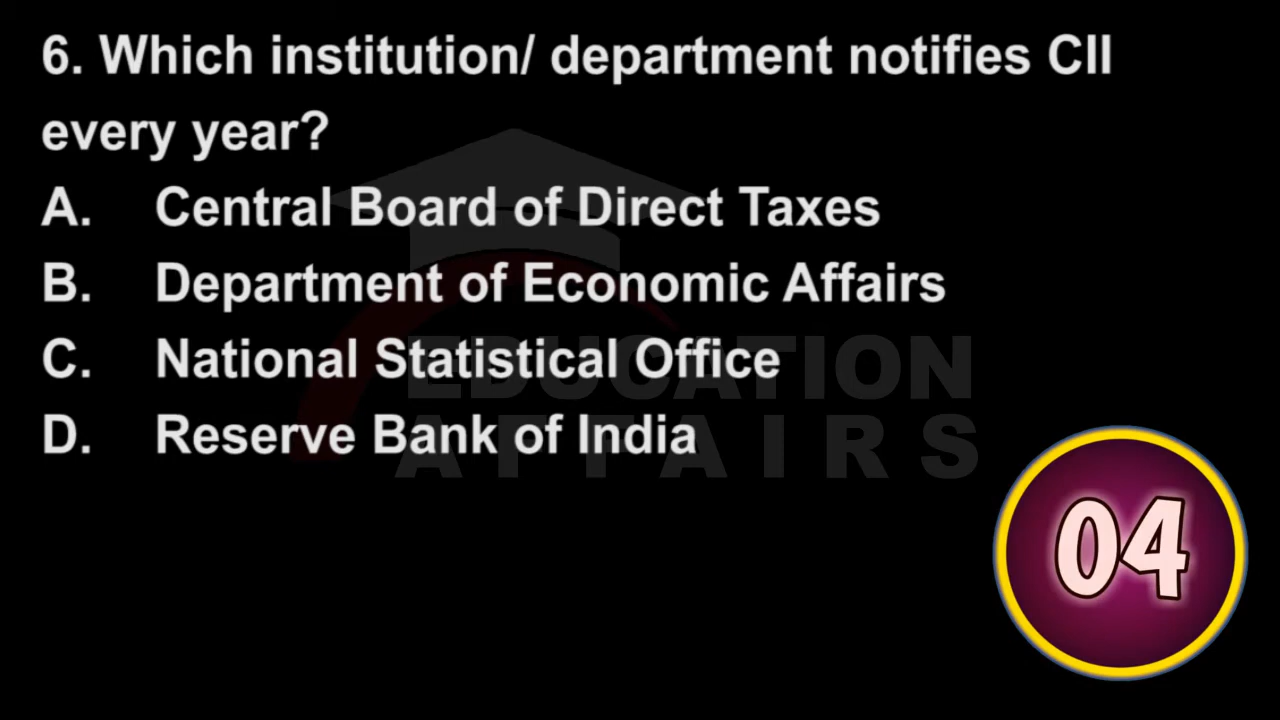 6. Which institution/ department notifies CII
every year?
A. Central Board of Direct Taxes
B. Department of Economic Affairs
C. National Statistical Office
D. Reserve Bank of India
EDUCATION
AFFAIRS
04